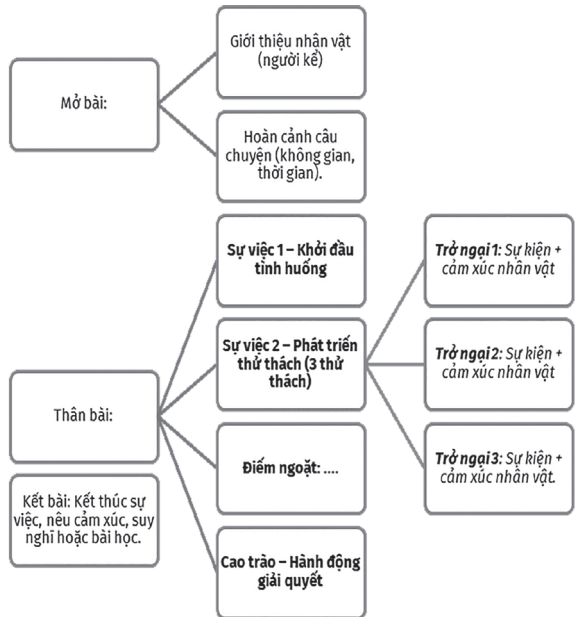 Mở bài:
Giới thiệu nhận vật
(người kể)
Hoàn cảnh câu
chuyện (không gian,
thời gian).
Thân bài:
Sự việc 1 – Khởi đầu
tình huống
Sự việc 2 – Phát triển
thử thách (3 thử
thách)
Trở ngại 1: Sự kiện +
cảm xúc nhân vật
Trở ngại 2: Sự kiện +
cảm xúc nhân vật
Trở ngại 3: Sự kiện +
cảm xúc nhân vật.
Điểm ngoặt: ....
Cao trào – Hành động
giải quyết
Kết bài: Kết thúc sự
việc, nêu cảm xúc, suy
nghĩ hoặc bài học.